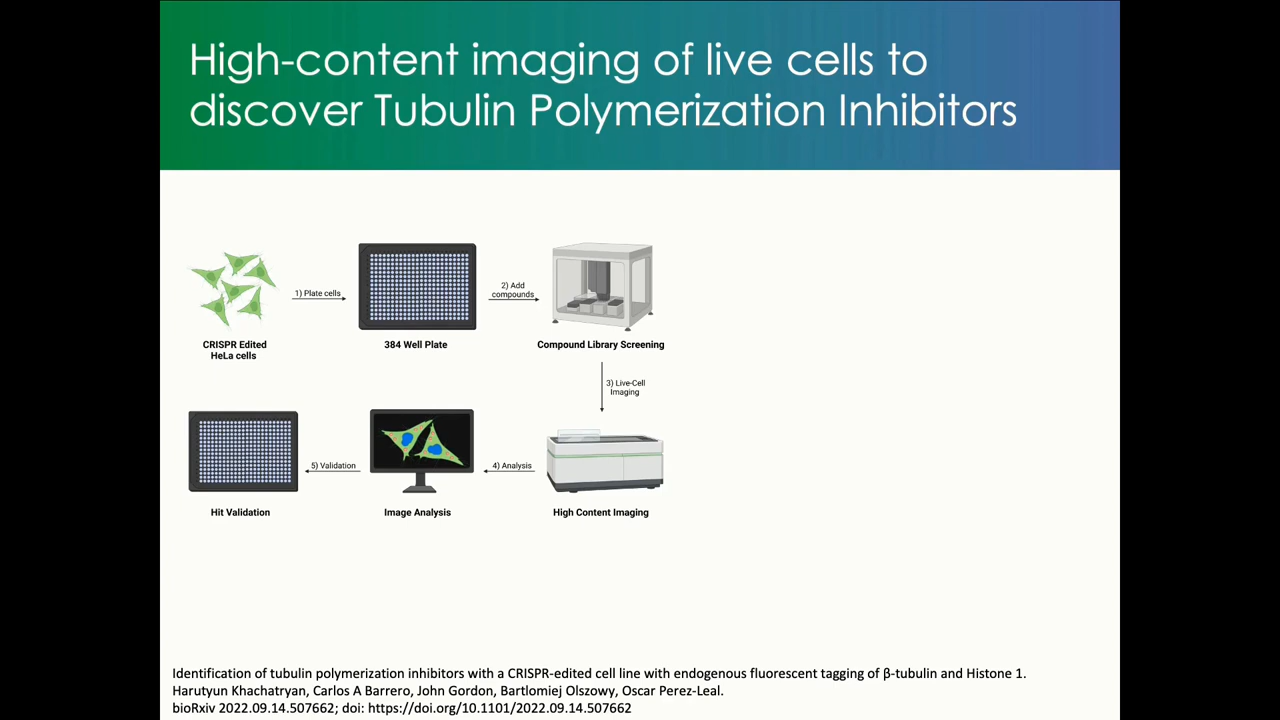 High-content imaging of live cells to
discover Tubulin Polymerization Inhibitors
1) Plate cells
2) Add
compounds
CRISPR Edited
HeLa cells
384 Well Plate
Compound Library Screening
3) Live-Cell
Imaging
5) Validation
4) Analysis
Hit Validation
Image Analysis
High Content Imaging
Identification of tubulin polymerization inhibitors with a CRISPR-edited cell line with endogenous fluorescent tagging of β-tubulin and Histone 1.
Harutyun Khachatryan, Carlos A Barrero, John Gordon, Bartlomiej Olszowy, Oscar Perez-Leal.
bioRxiv 2022.09.14.507662; doi: https://doi.org/10.1101/2022.09.14.507662